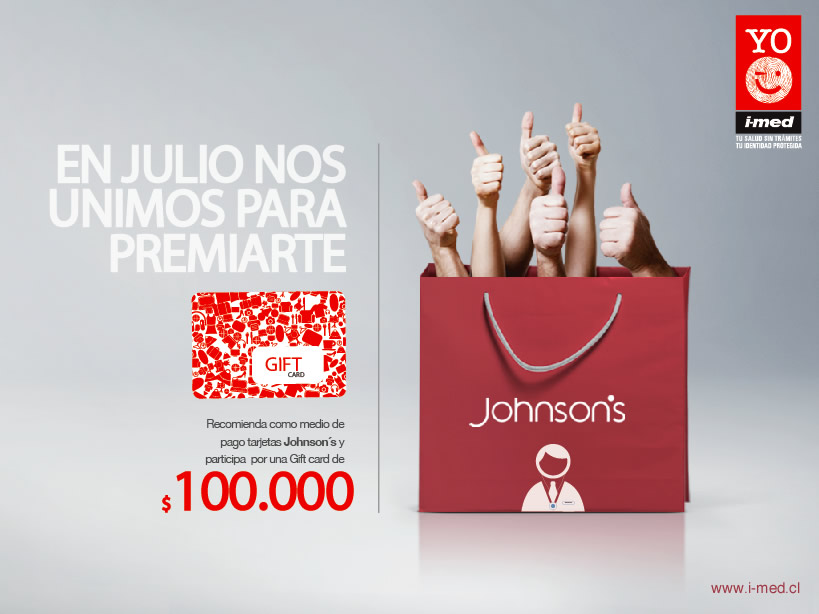 EN JULIO NOS
UNIMOS PARA
PREMIARTE
GIFT
CARD
Recomienda como medio de
pago tarjetas Johnson´s y
participa por una Gift card de
$100.000
Johnson's
YO
i-med
TU SALUD SIN TRÁMITES
TU IDENTIDAD PROTEGIDA
www.i-med.cl